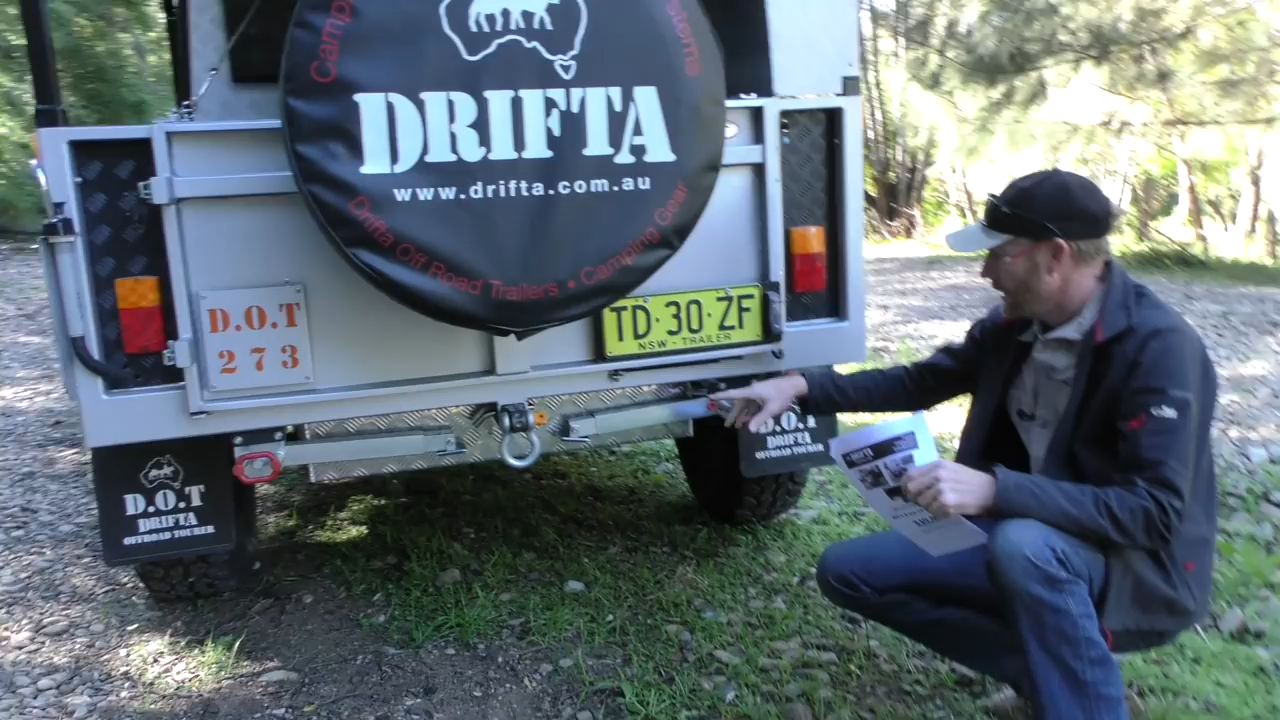 DRIFTA
www.drifta.com.au
Drifta Off Road Trailers • Camping Gear
D.O.T
273
TD·30·ZF
NSW - TRAILER
D.O.T
DRIFTA
OFFROAD TOURER
D.O.T
DRIFTA
OFFROAD TOURER